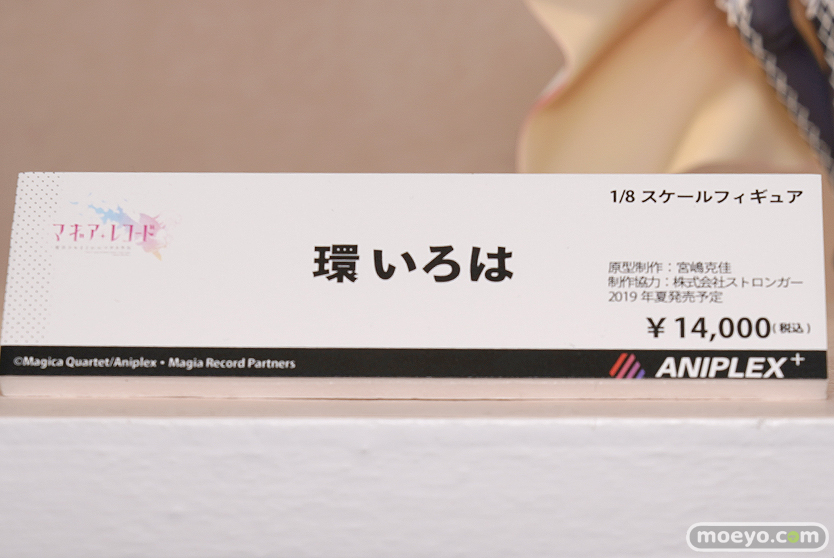 1/8 スケールフィギュア
マギア・レコード
環 いろは
原型制作：宮嶋克佳
制作協力：株式会社ストロンガー
2019 年夏発売予定
¥ 14,000(税込)
©Magica Quartet/Aniplex・Magia Record Partners
ANIPLEX+
moeyo.com